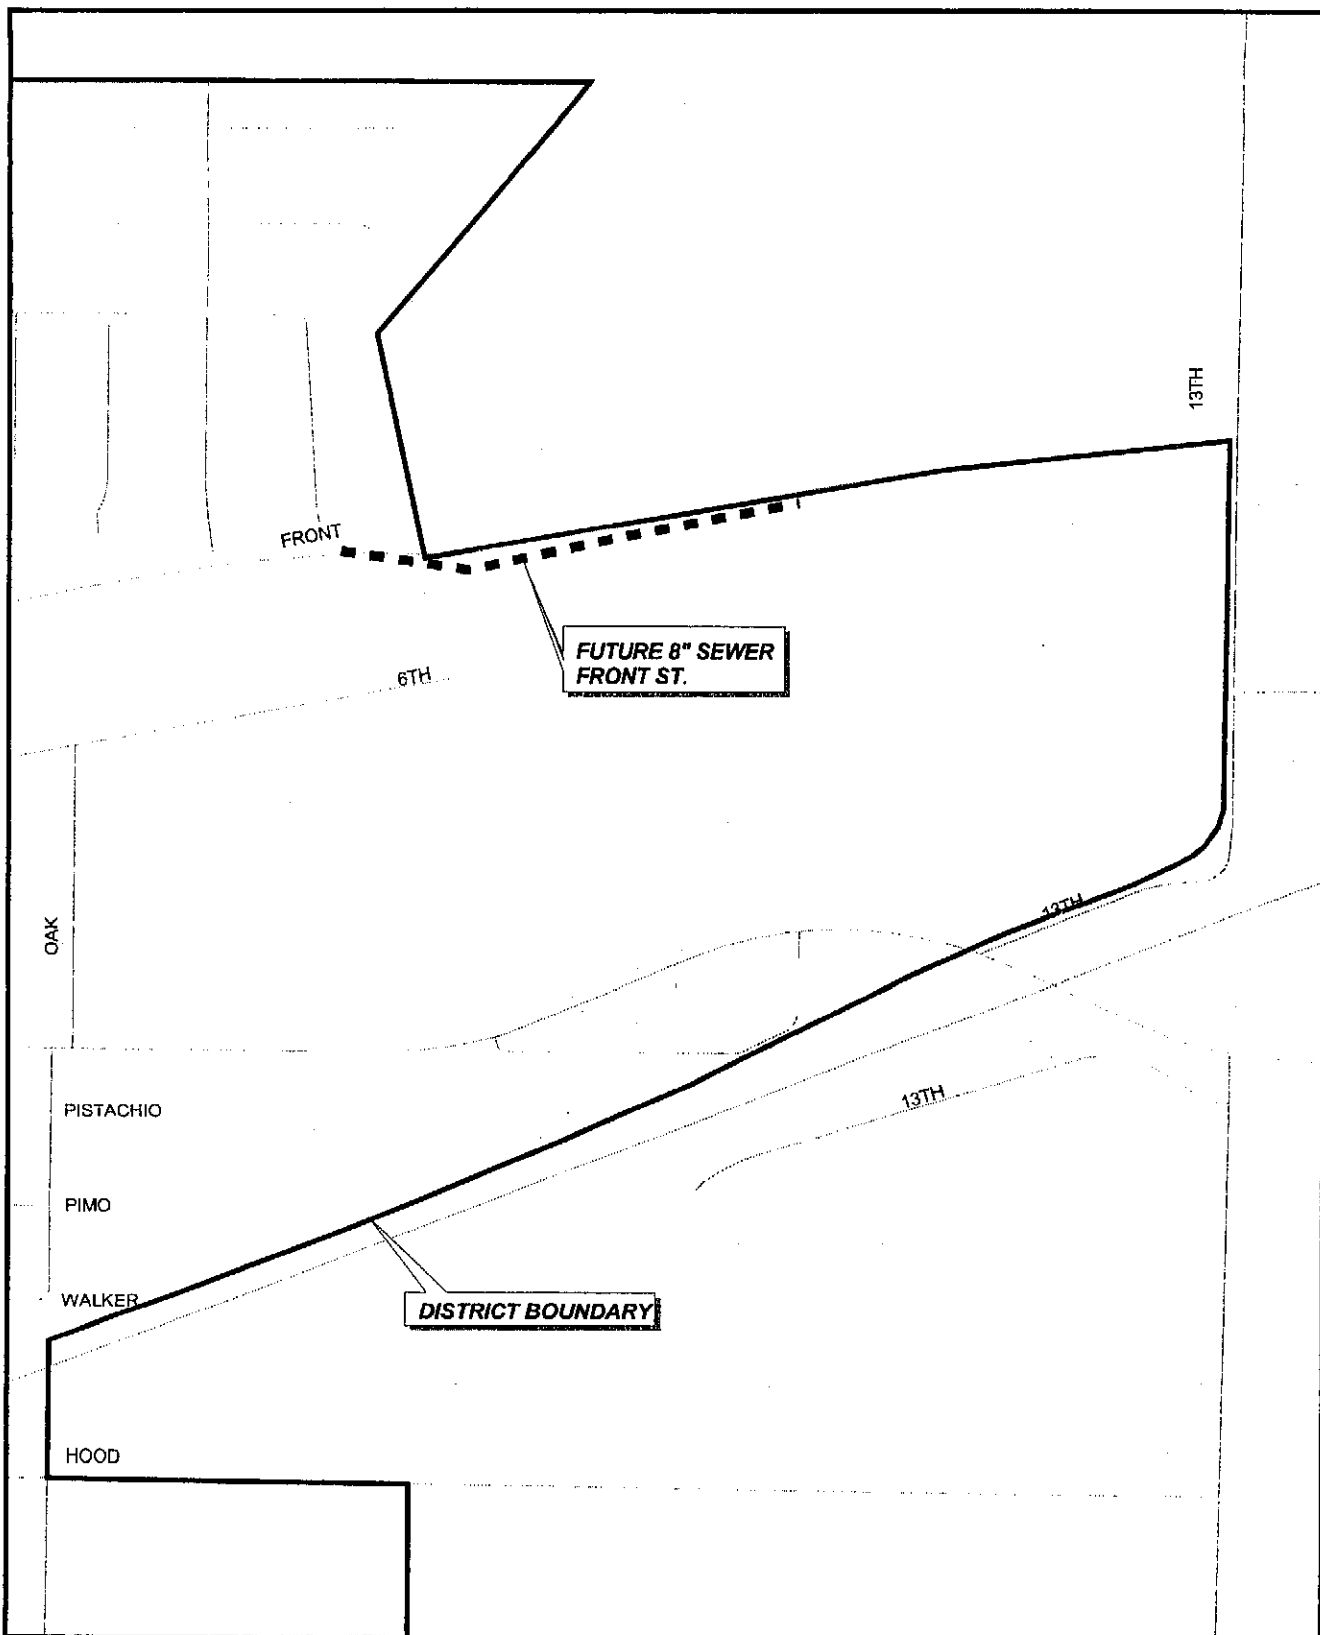 13TH
FRONT
FUTURE 8" SEWER
FRONT ST.
6TH
OAK
13TH
13TH
PISTACHIO
PIMO
WALKER
DISTRICT BOUNDARY
HOOD